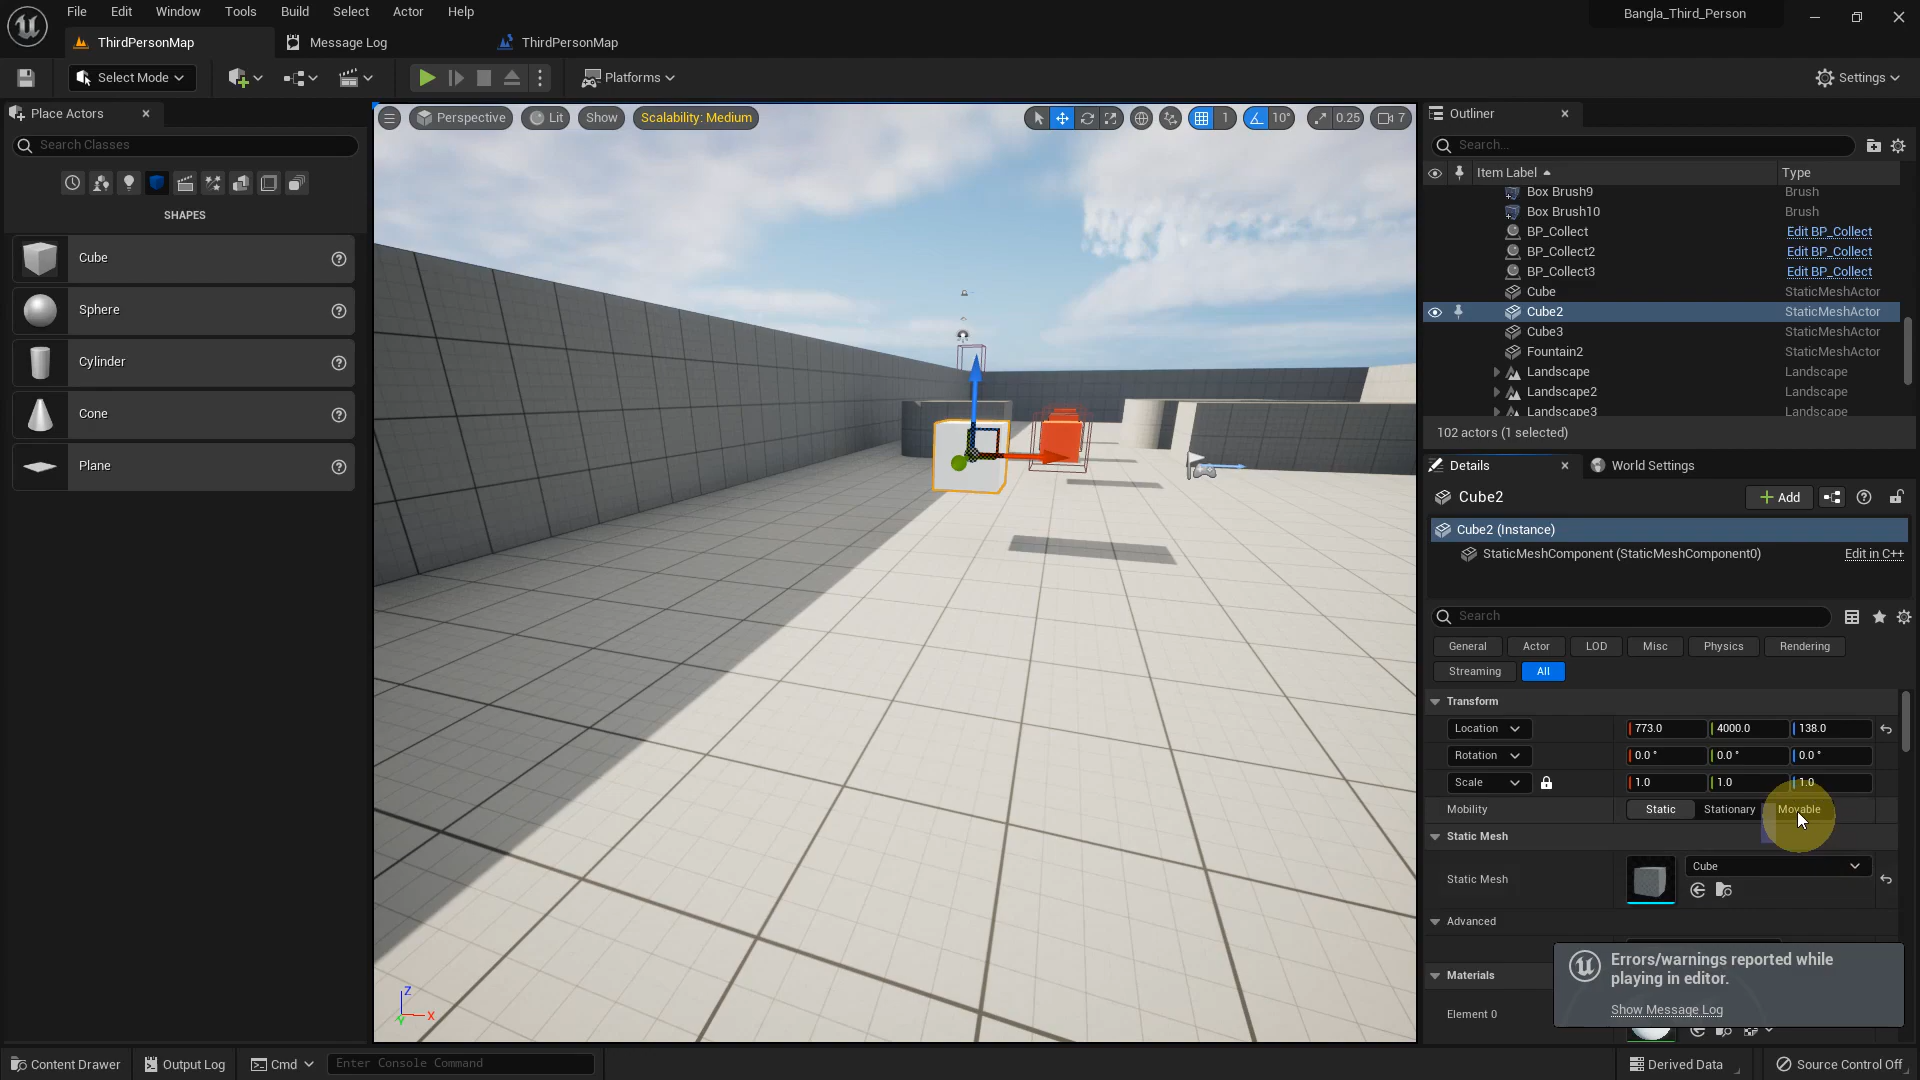 File Edit Window Tools Build Select Actor Help
Bangla_Third_Person
ThirdPersonMap
Message Log
ThirdPersonMap
Select Mode
Platforms
Settings
Place Actors
Search Classes
SHAPES
Cube
Sphere
Cylinder
Cone
Plane
Perspective
Lit
Show
Scalability: Medium
1
10°
0.25
7
Z
X
Y
Outliner
Search...
Item Label
Type
Box Brush9 Brush
Box Brush10 Brush
BP_Collect Edit BP_Collect
BP_Collect2 Edit BP_Collect
BP_Collect3 Edit BP_Collect
Cube StaticMeshActor
Cube2 StaticMeshActor
Cube3 StaticMeshActor
Fountain2 StaticMeshActor
Landscape Landscape
Landscape2 Landscape
Landscape3 Landscape
102 actors (1 selected)
Details
World Settings
Cube2
Add
Cube2 (Instance)
StaticMeshComponent (StaticMeshComponent0) Edit in C++
Search
General Actor LOD Misc Physics Rendering
Streaming All
Transform
Location 773.0 4000.0 138.0
Rotation 0.0 ° 0.0 ° 0.0 °
Scale 1.0 1.0 1.0
Mobility Static Stationary Movable
Static Mesh
Static Mesh Cube
Advanced
Materials
Element 0
Errors/warnings reported while
playing in editor.
Show Message Log
Content Drawer
Output Log
Cmd
Enter Console Command
Derived Data
Source Control Off